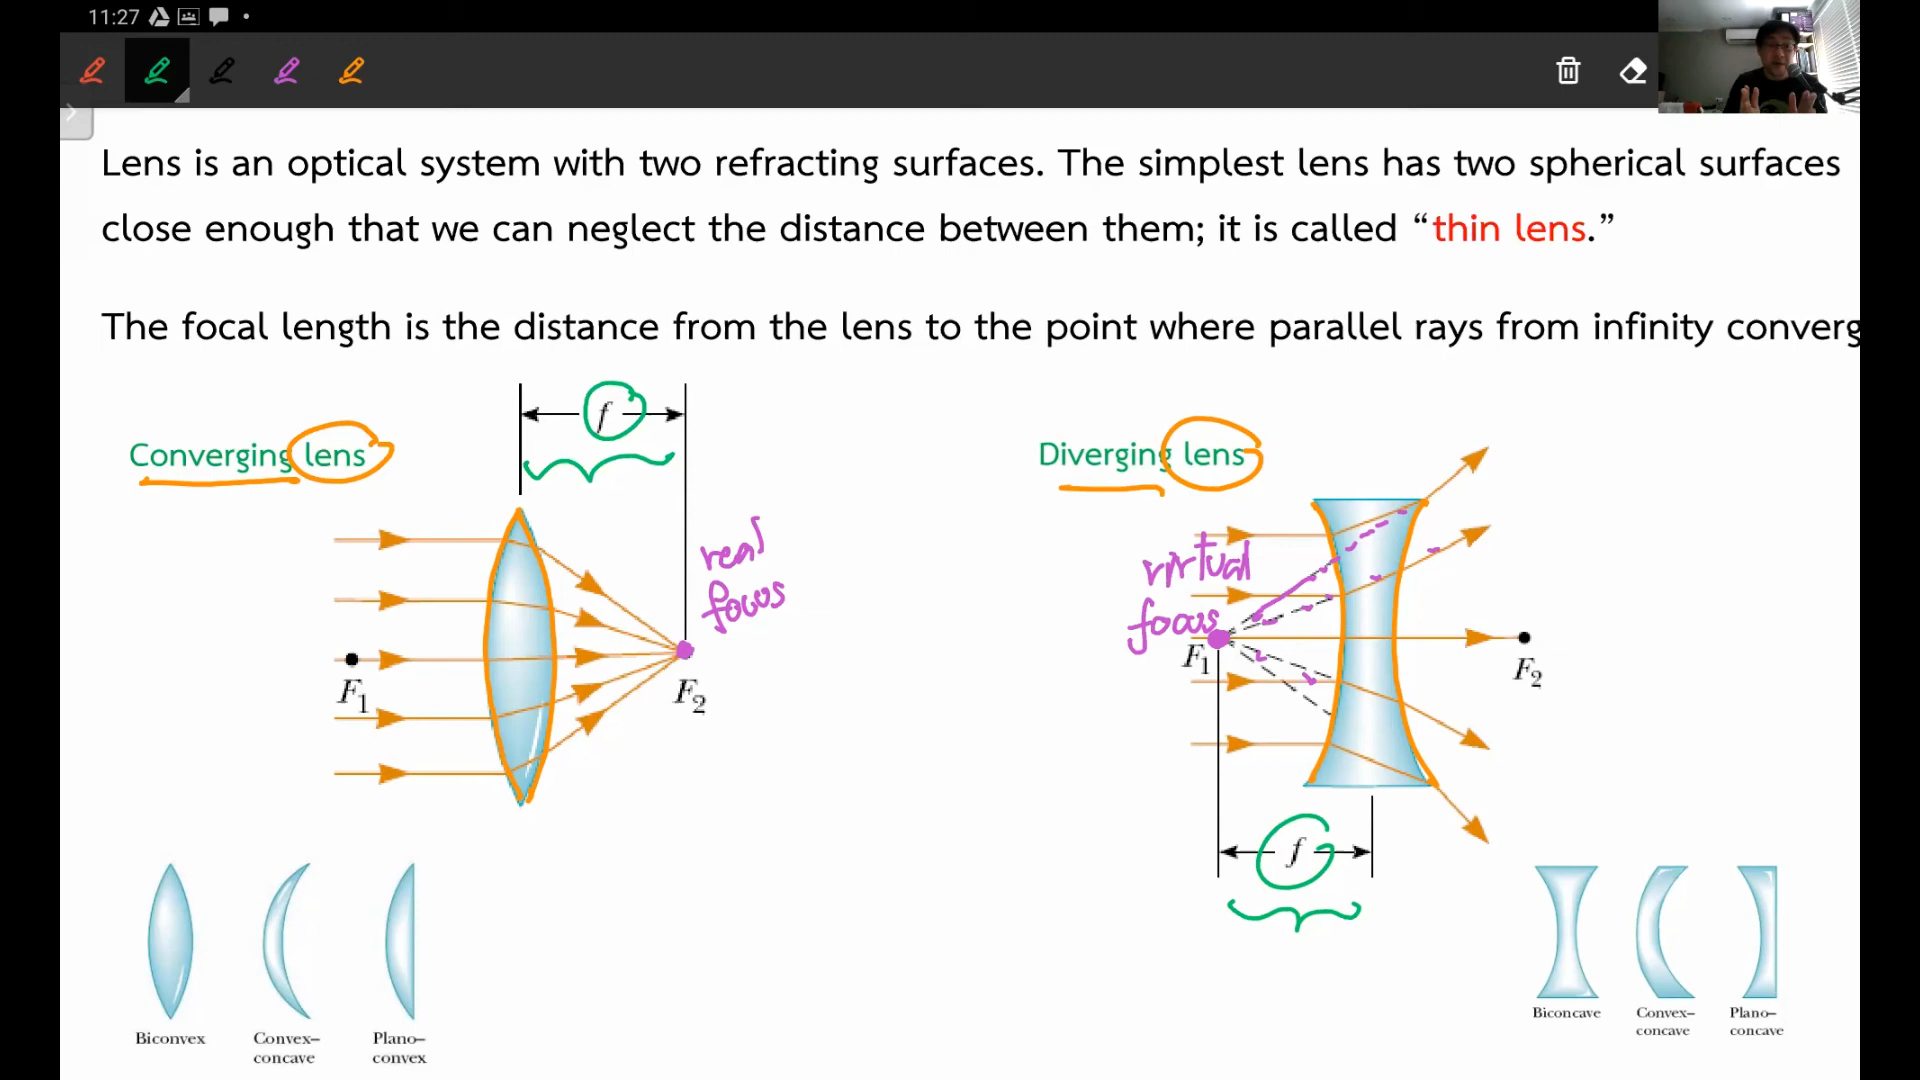 11:27
Lens is an optical system with two refracting surfaces. The simplest lens has two spherical surfaces
close enough that we can neglect the distance between them; it is called “thin lens.”
The focal length is the distance from the lens to the point where parallel rays from infinity converg
f
Converging lens
real
focus
F1
F2
Biconvex
Convex–
concave
Plano–
convex
Diverging lens
virtual
focus
F1
F2
f
Biconcave
Convex–
concave
Plano–
concave